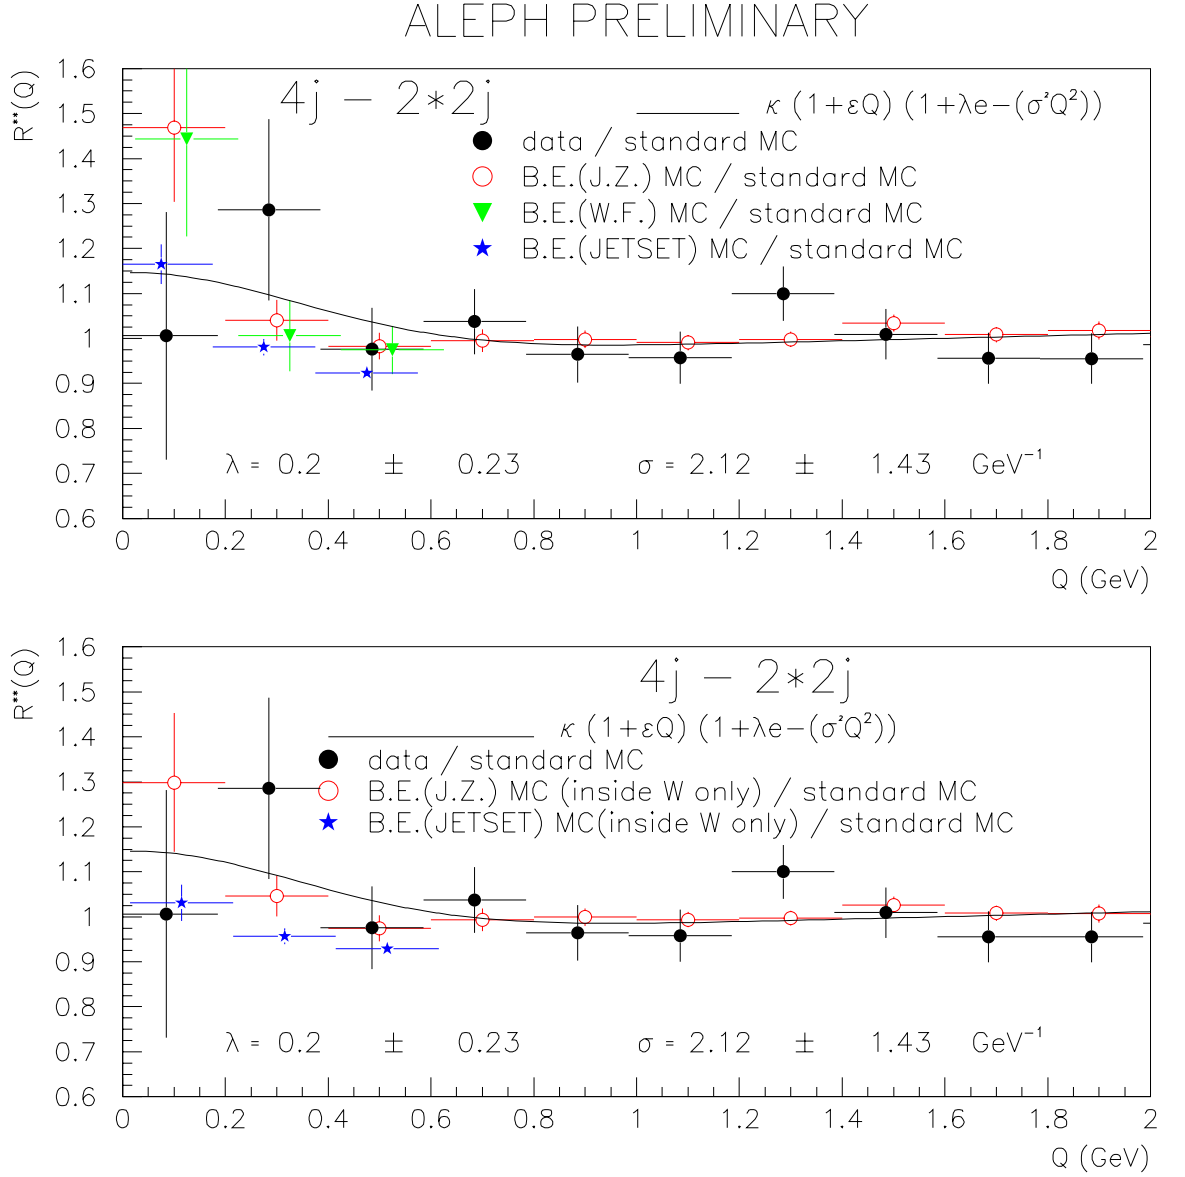 ALEPH PRELIMINARY
R**(Q)
4j – 2*2j
κ (1+εQ) (1+λe−(σ²Q²))
data / standard MC
B.E.(J.Z.) MC / standard MC
B.E.(W.F.) MC / standard MC
B.E.(JETSET) MC / standard MC
1.6
1.5
1.4
1.3
1.2
1.1
1
0.9
0.8
0.7
0.6
λ = 0.2 ± 0.23 σ = 2.12 ± 1.43 GeV⁻¹
0 0.2 0.4 0.6 0.8 1 1.2 1.4 1.6 1.8 2
Q (GeV)
R**(Q)
4j – 2*2j
κ (1+εQ) (1+λe−(σ²Q²))
data / standard MC
B.E.(J.Z.) MC (inside W only) / standard MC
B.E.(JETSET) MC(inside W only) / standard MC
1.6
1.5
1.4
1.3
1.2
1.1
1
0.9
0.8
0.7
0.6
λ = 0.2 ± 0.23 σ = 2.12 ± 1.43 GeV⁻¹
0 0.2 0.4 0.6 0.8 1 1.2 1.4 1.6 1.8 2
Q (GeV)